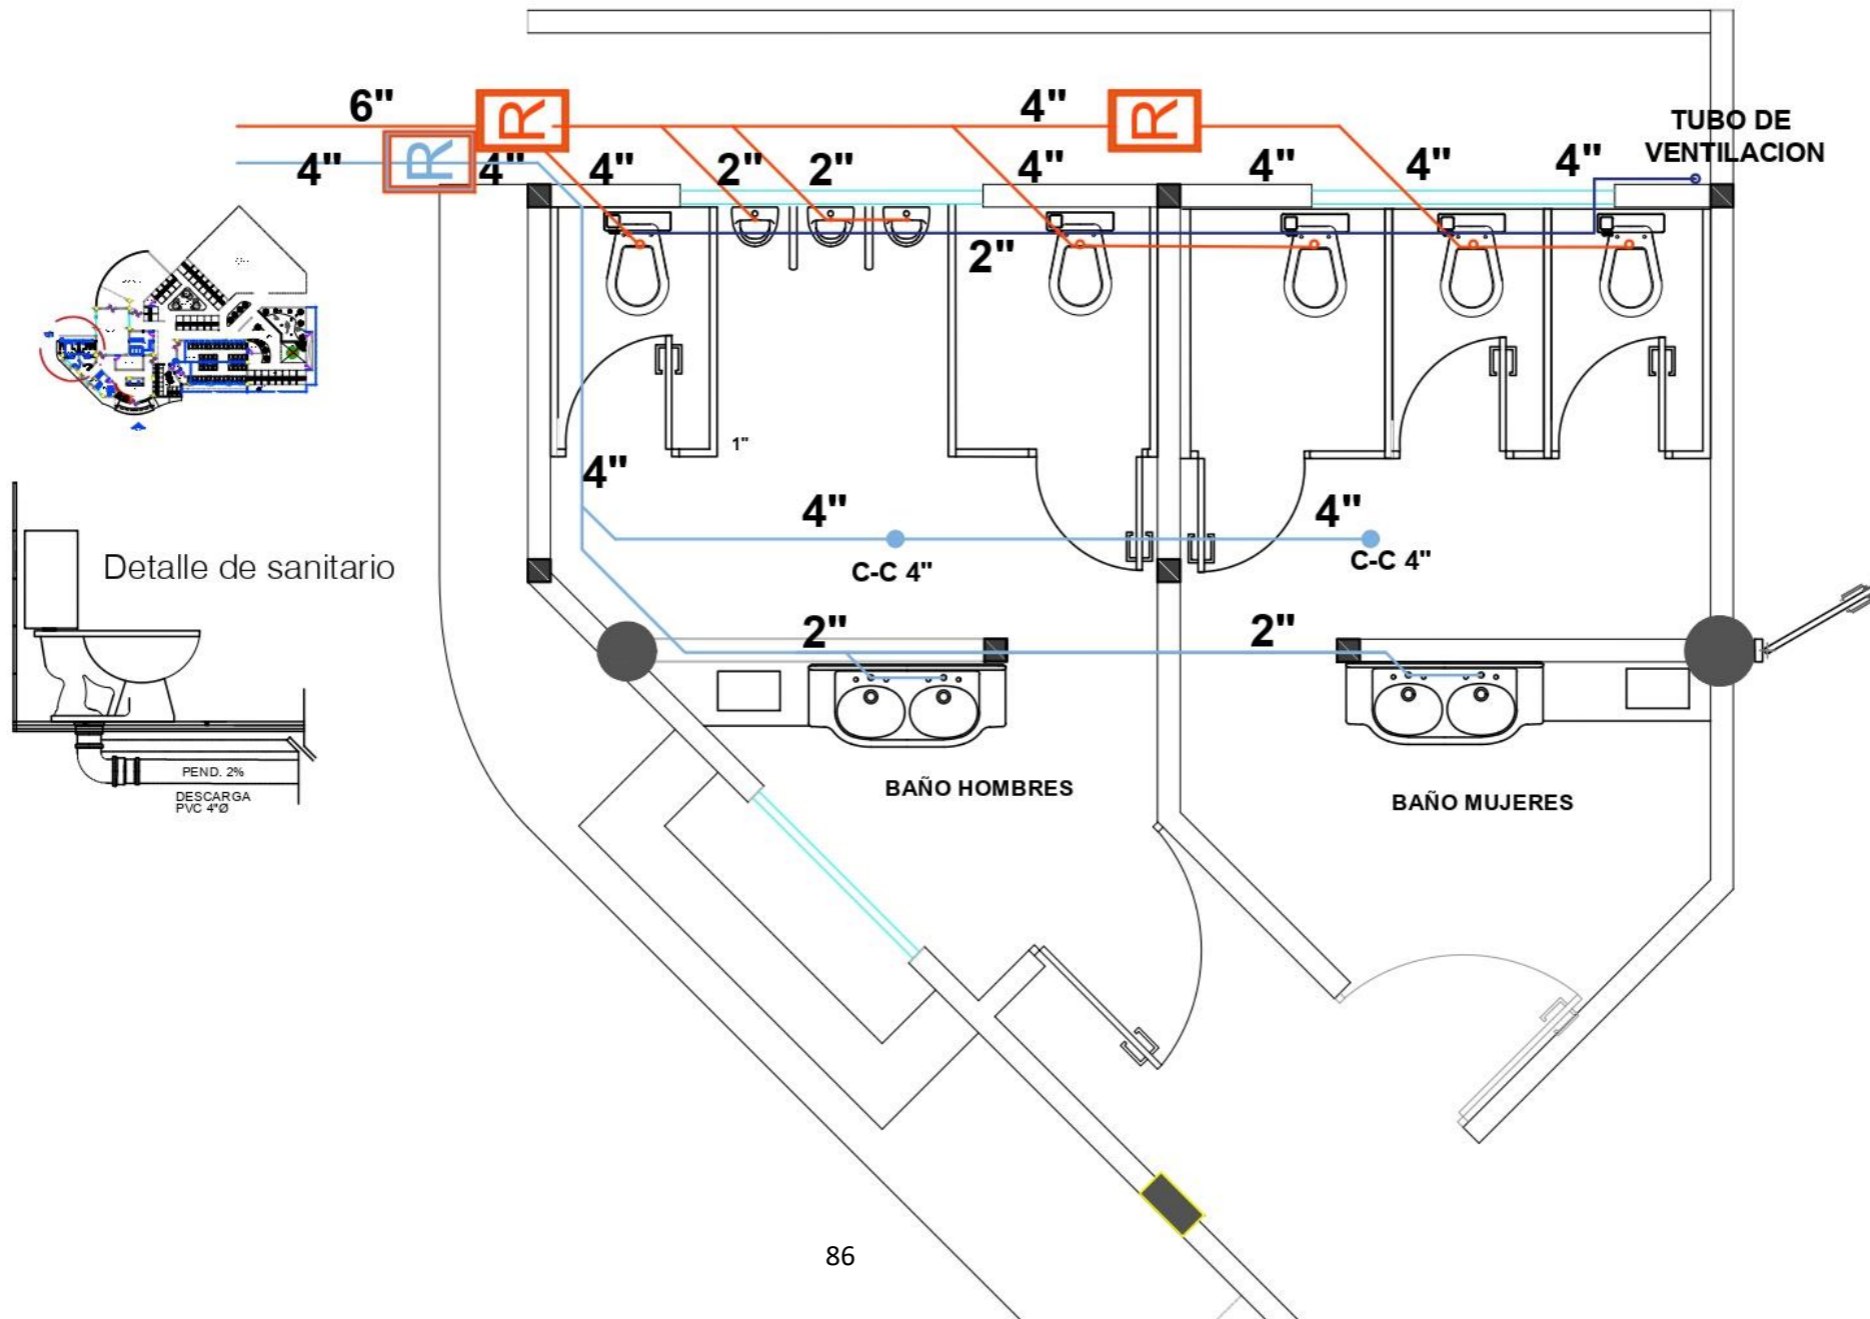 6" R 4" R
TUBO DE
VENTILACION
4" R 4" 4" 2" 2" 4" 4" 4" 4"
2"
1"
4"
4" 4"
C-C 4" C-C 4"
Detalle de sanitario
2" 2"
PEND. 2%
DESCARGA
PVC 4"Ø
BAÑO HOMBRES
BAÑO MUJERES
86